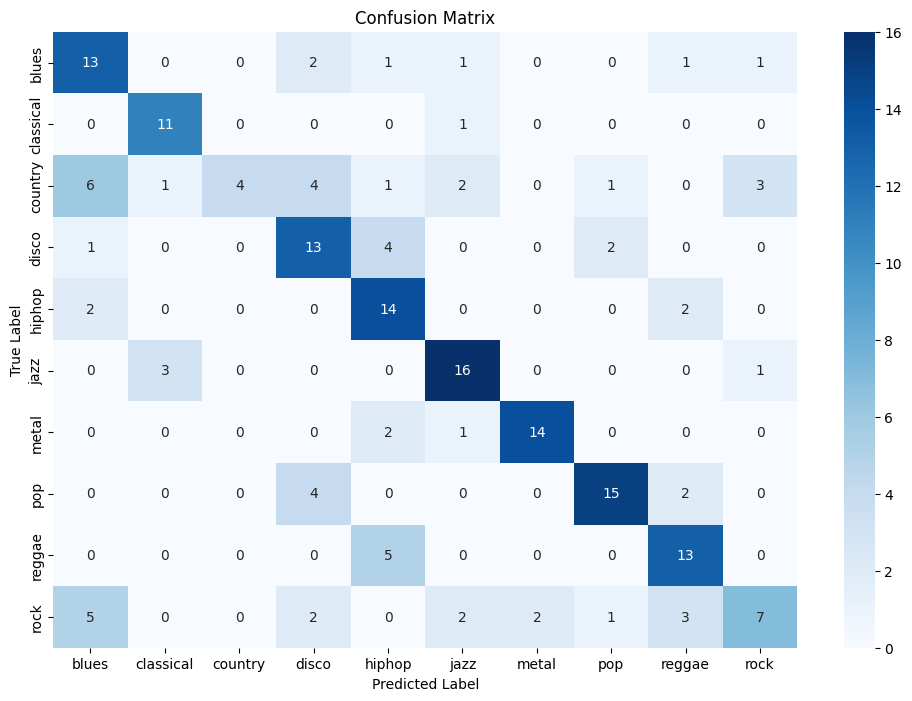 Confusion Matrix
blues 13 0 0 2 1 1 0 0 1 1
classical 0 11 0 0 0 1 0 0 0 0
country 6 1 4 4 1 2 0 1 0 3
disco 1 0 0 13 4 0 0 2 0 0
hiphop 2 0 0 0 14 0 0 0 2 0
jazz 0 3 0 0 0 16 0 0 0 1
metal 0 0 0 0 2 1 14 0 0 0
pop 0 0 0 4 0 0 0 15 2 0
reggae 0 0 0 0 5 0 0 0 13 0
rock 5 0 0 2 0 2 2 1 3 7
True Label
blues classical country disco hiphop jazz metal pop reggae rock
Predicted Label
16
14
12
10
8
6
4
2
0